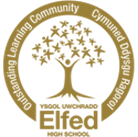 Outstanding Learning Community
Cymuned Ddysgu Ragorol
YSGOL UWCHRADD
Elfed
HIGH SCHOOL